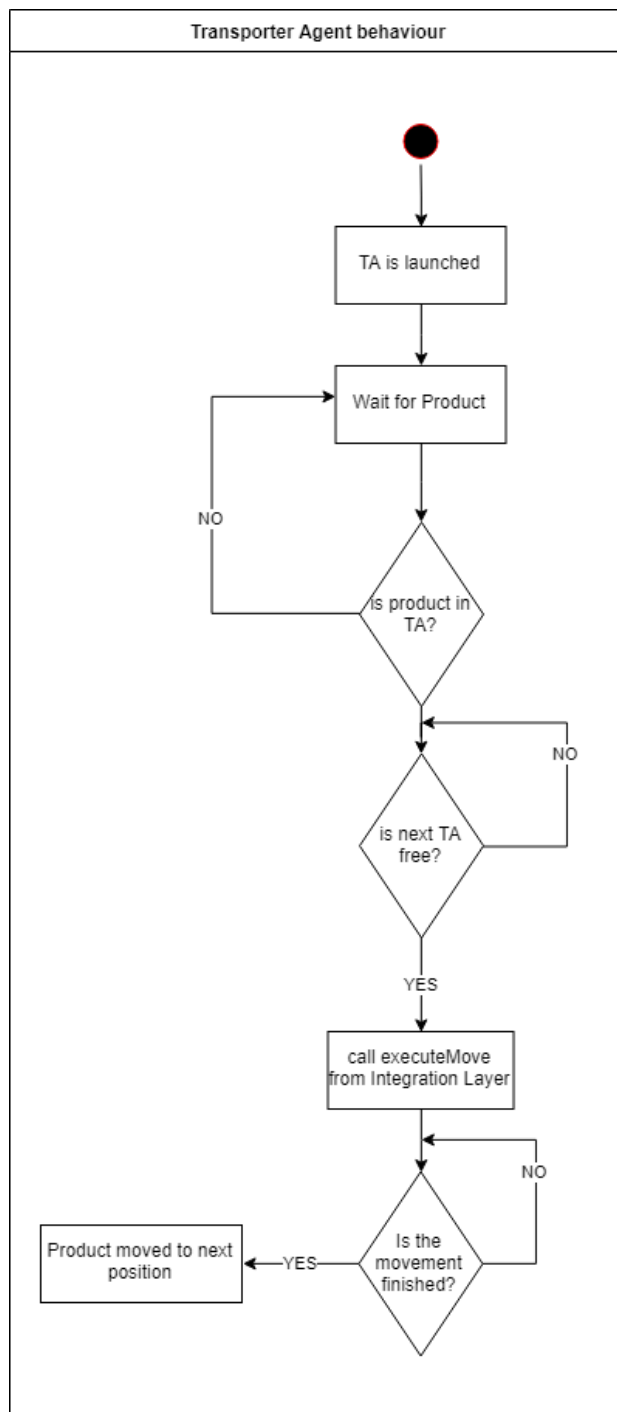 Transporter Agent behaviour
TA is launched
Wait for Product
NO
is product in
TA?
NO
is next TA
free?
YES
call executeMove
from Integration Layer
NO
Is the
movement
finished?
YES
Product moved to next
position